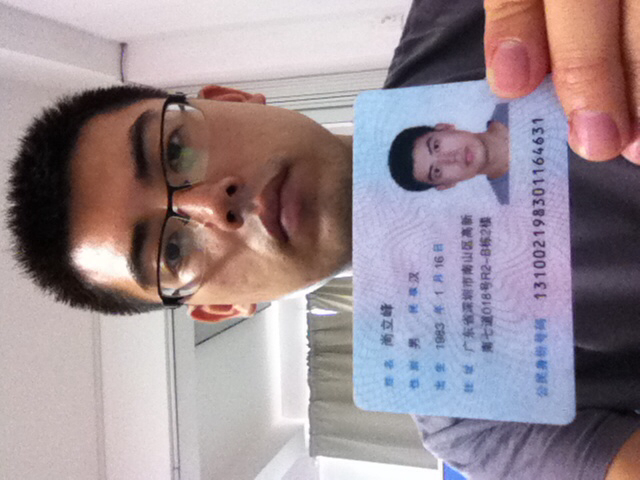 姓名 尚立峰
性别 男 民族 汉
出生 1983 年 1 月 16 日
住址 广东省深圳市南山区高新
南七道018号R2-B栋2楼
公民身份号码 131002198301164631